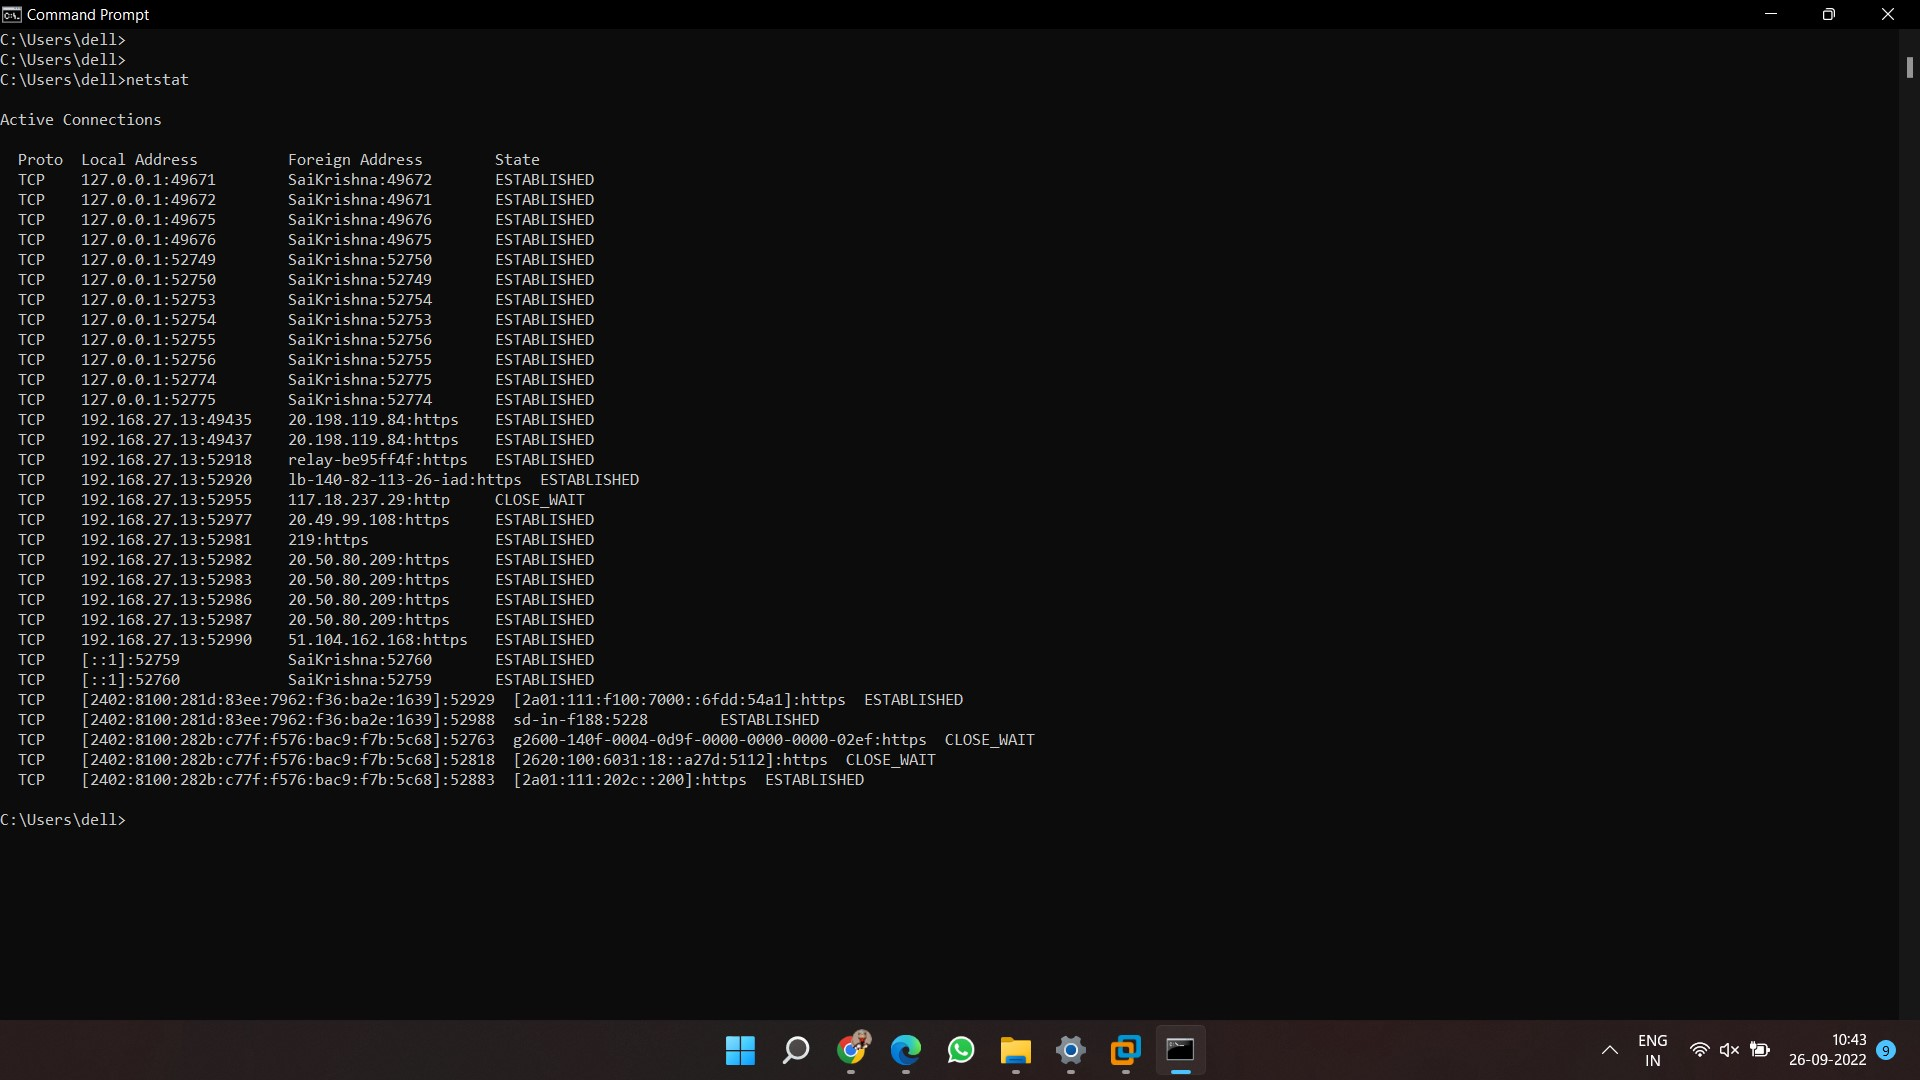 Command Prompt
C:\Users\dell>
C:\Users\dell>
C:\Users\dell>netstat
Active Connections
Proto  Local Address          Foreign Address        State
TCP    127.0.0.1:49671        SaiKrishna:49672       ESTABLISHED
TCP    127.0.0.1:49672        SaiKrishna:49671       ESTABLISHED
TCP    127.0.0.1:49675        SaiKrishna:49676       ESTABLISHED
TCP    127.0.0.1:49676        SaiKrishna:49675       ESTABLISHED
TCP    127.0.0.1:52749        SaiKrishna:52750       ESTABLISHED
TCP    127.0.0.1:52750        SaiKrishna:52749       ESTABLISHED
TCP    127.0.0.1:52753        SaiKrishna:52754       ESTABLISHED
TCP    127.0.0.1:52754        SaiKrishna:52753       ESTABLISHED
TCP    127.0.0.1:52755        SaiKrishna:52756       ESTABLISHED
TCP    127.0.0.1:52756        SaiKrishna:52755       ESTABLISHED
TCP    127.0.0.1:52774        SaiKrishna:52775       ESTABLISHED
TCP    127.0.0.1:52775        SaiKrishna:52774       ESTABLISHED
TCP    192.168.27.13:49435    20.198.119.84:https    ESTABLISHED
TCP    192.168.27.13:49437    20.198.119.84:https    ESTABLISHED
TCP    192.168.27.13:52918    relay-be95ff4f:https   ESTABLISHED
TCP    192.168.27.13:52920    lb-140-82-113-26-iad:https  ESTABLISHED
TCP    192.168.27.13:52955    117.18.237.29:http     CLOSE_WAIT
TCP    192.168.27.13:52977    20.49.99.108:https     ESTABLISHED
TCP    192.168.27.13:52981    219:https              ESTABLISHED
TCP    192.168.27.13:52982    20.50.80.209:https     ESTABLISHED
TCP    192.168.27.13:52983    20.50.80.209:https     ESTABLISHED
TCP    192.168.27.13:52986    20.50.80.209:https     ESTABLISHED
TCP    192.168.27.13:52987    20.50.80.209:https     ESTABLISHED
TCP    192.168.27.13:52990    51.104.162.168:https   ESTABLISHED
TCP    [::1]:52759            SaiKrishna:52760       ESTABLISHED
TCP    [::1]:52760            SaiKrishna:52759       ESTABLISHED
TCP    [2402:8100:281d:83ee:7962:f36:ba2e:1639]:52929  [2a01:111:f100:7000::6fdd:54a1]:https  ESTABLISHED
TCP    [2402:8100:281d:83ee:7962:f36:ba2e:1639]:52988  sd-in-f188:5228        ESTABLISHED
TCP    [2402:8100:282b:c77f:f576:bac9:f7b:5c68]:52763  g2600-140f-0004-0d9f-0000-0000-0000-02ef:https  CLOSE_WAIT
TCP    [2402:8100:282b:c77f:f576:bac9:f7b:5c68]:52818  [2620:100:6031:18::a27d:5112]:https  CLOSE_WAIT
TCP    [2402:8100:282b:c77f:f576:bac9:f7b:5c68]:52883  [2a01:111:202c::200]:https  ESTABLISHED
C:\Users\dell>
ENG
IN
10:43
26-09-2022
9